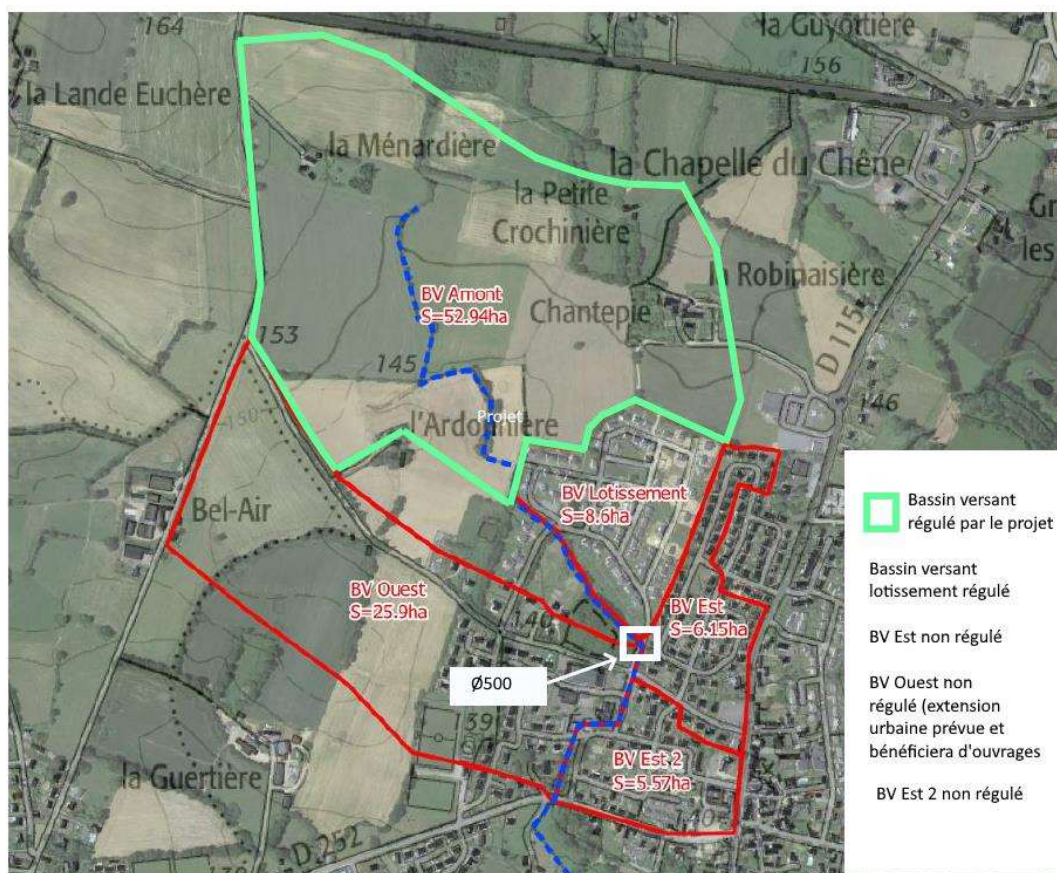 164
la Guyottière
156
la Lande Euchère
la Ménardière
la Chapelle du Chêne
la Petite
Crochinière
la Robinaisière
BV Amont
S=52.94ha
Chantepie
153
145
D 115
146
Projet
l'Ardonnière
150
BV Lotissement
S=8.6ha
Bel-Air
BV Ouest
S=25.9ha
140
BV Est
S=6.15ha
Ø500
139
BV Est 2
S=5.57ha
la Guertière
D 252
140
Bassin versant
régulé par le projet
Bassin versant
lotissement régulé
BV Est non régulé
BV Ouest non
régulé (extension
urbaine prévue et
bénéficiera d'ouvrages
BV Est 2 non régulé